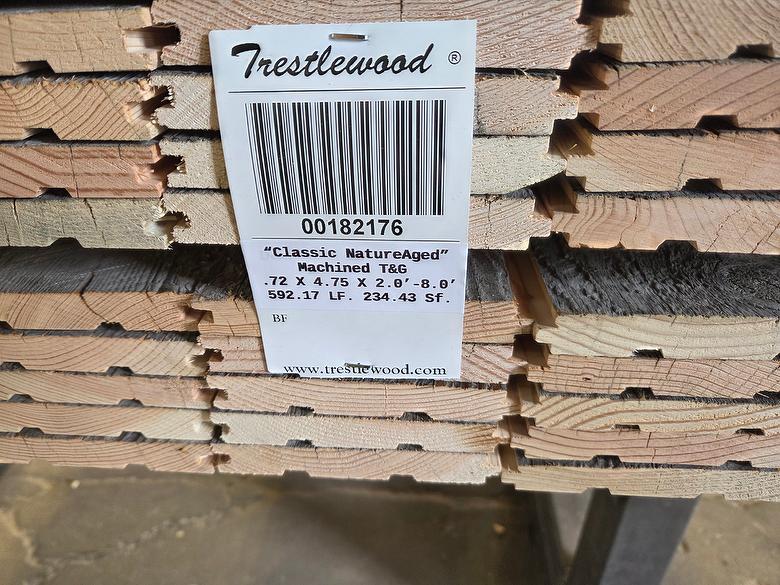 Trestlewood ®
00182176
"Classic NatureAged"
Machined T&G
.72 X 4.75 X 2.0'-8.0'
592.17 LF. 234.43 Sf.
BF
www.trestlewood.com